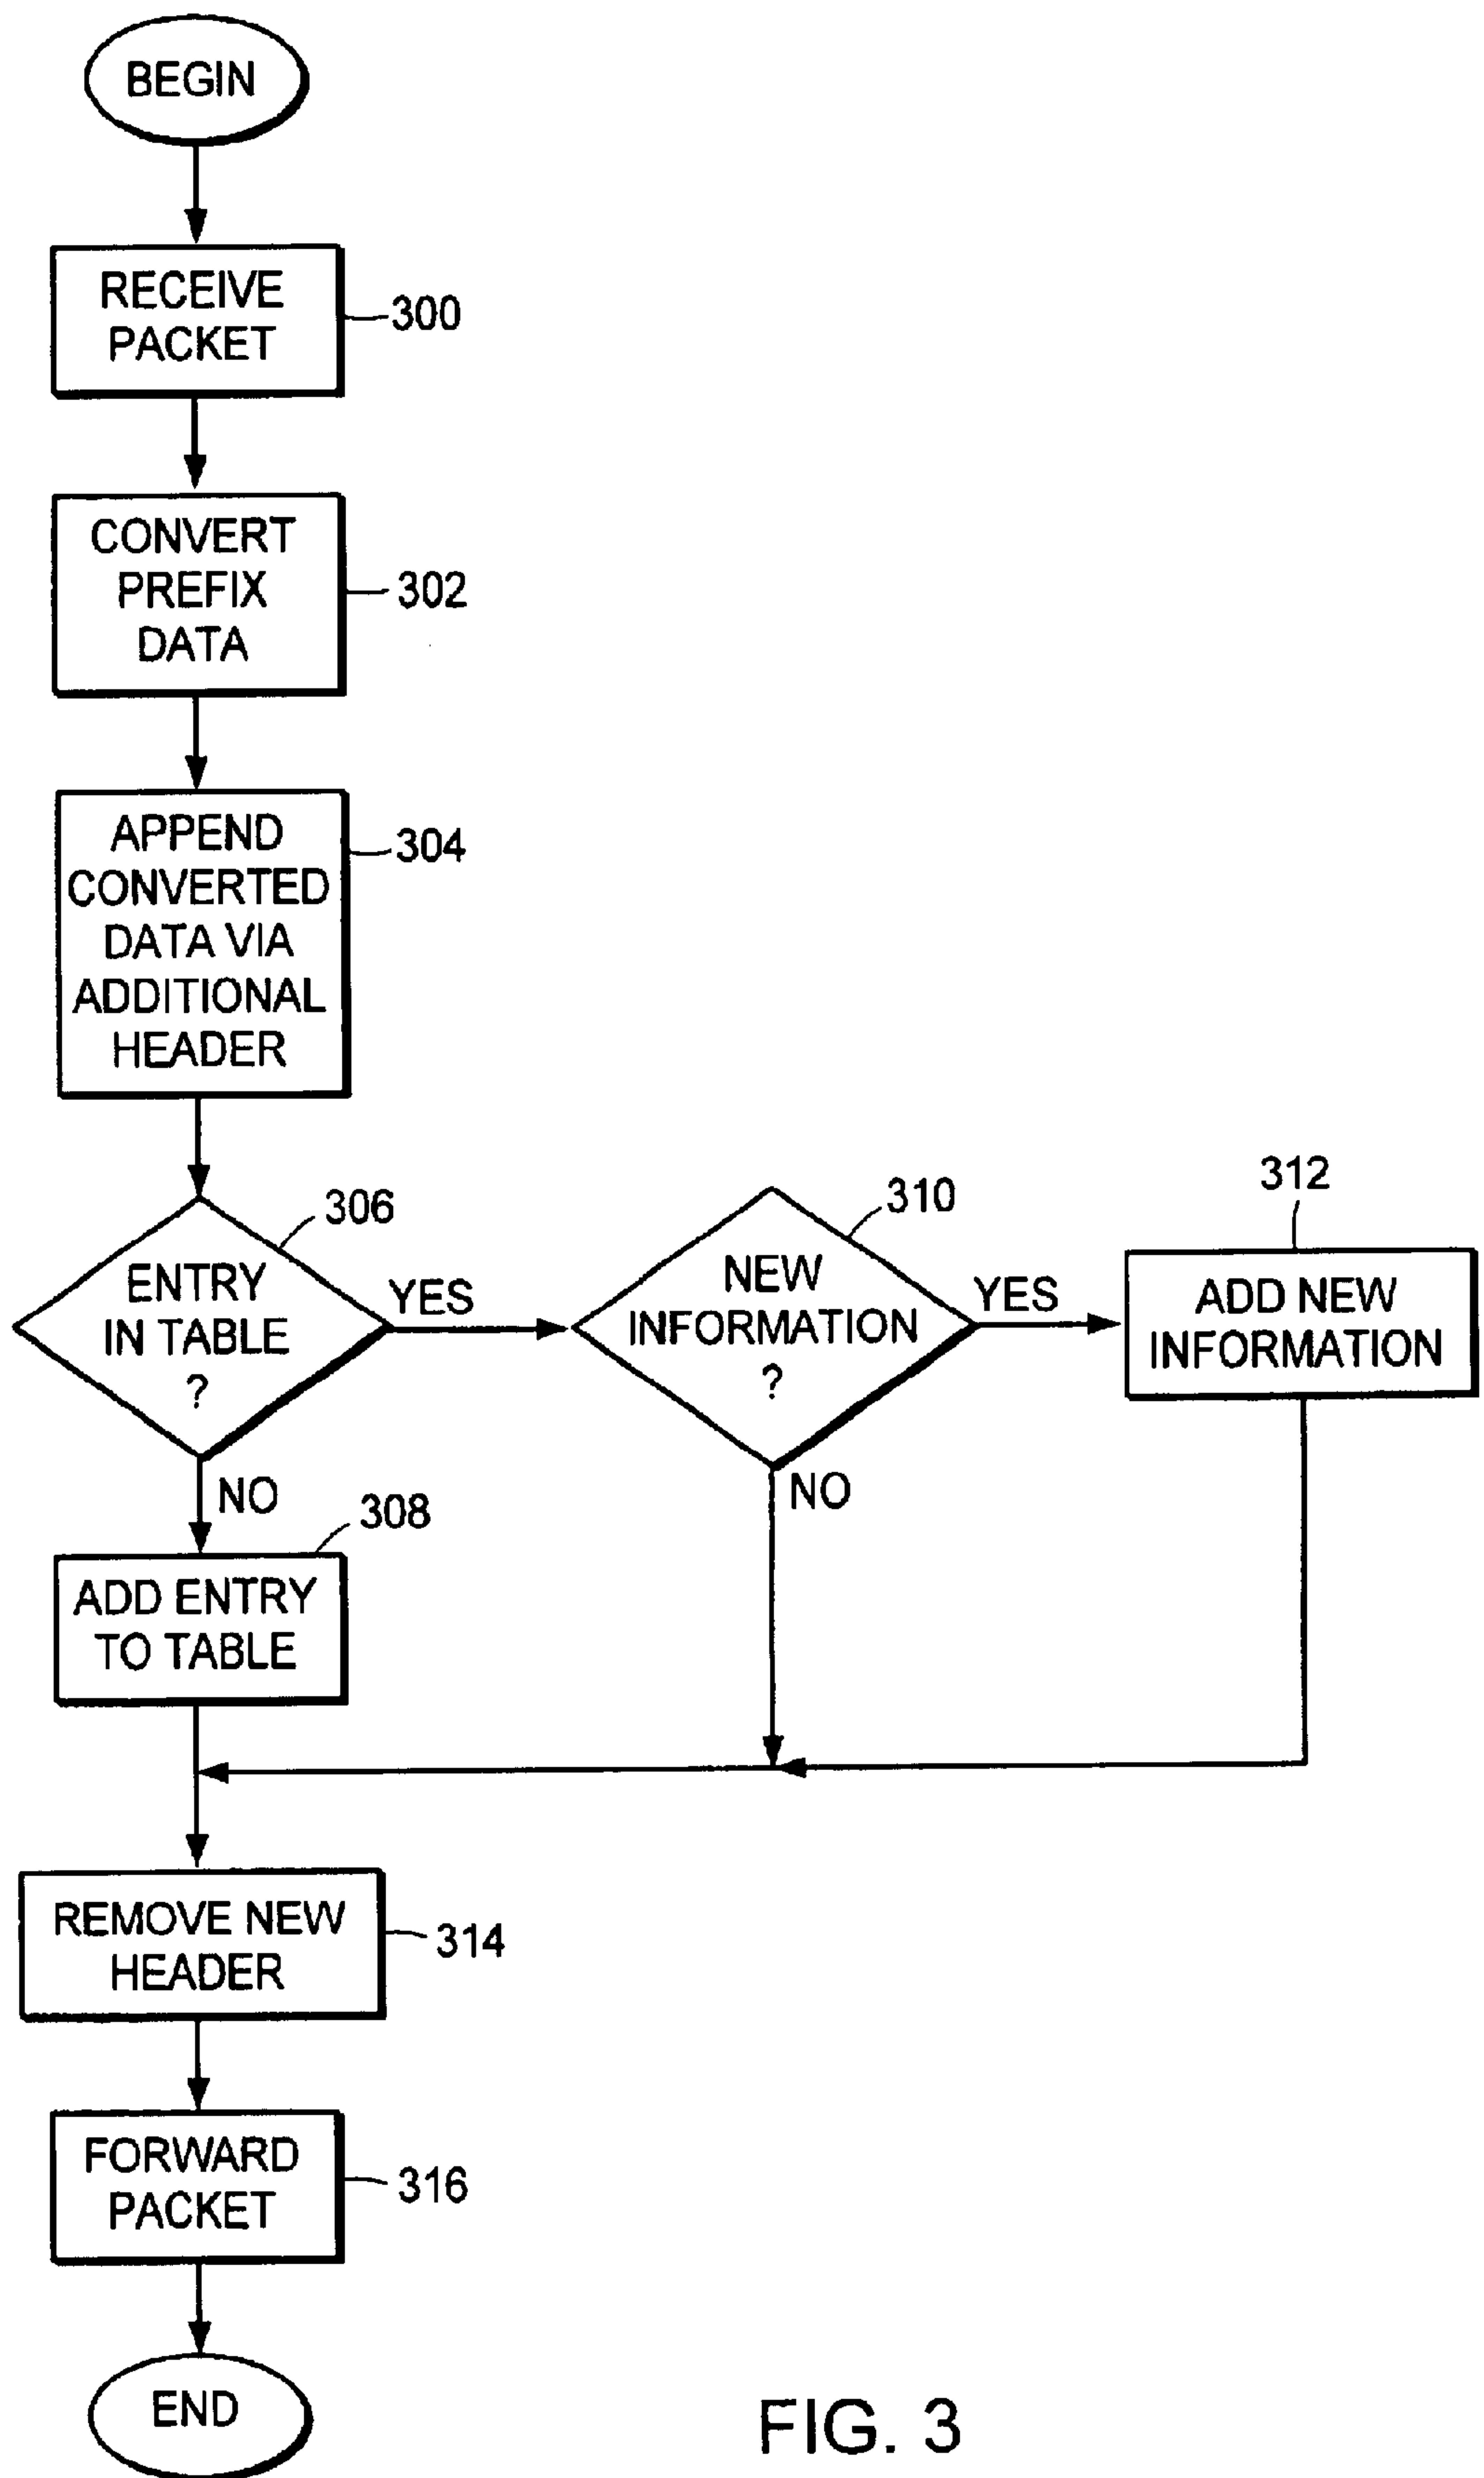 BEGIN
RECEIVE
PACKET
300
CONVERT
PREFIX
DATA
302
APPEND
CONVERTED
DATA VIA
ADDITIONAL
HEADER
304
306
ENTRY
IN TABLE
?
YES
310
NEW
INFORMATION
?
YES
312
ADD NEW
INFORMATION
NO
NO
308
ADD ENTRY
TO TABLE
REMOVE NEW
HEADER
314
FORWARD
PACKET
316
END
FIG. 3